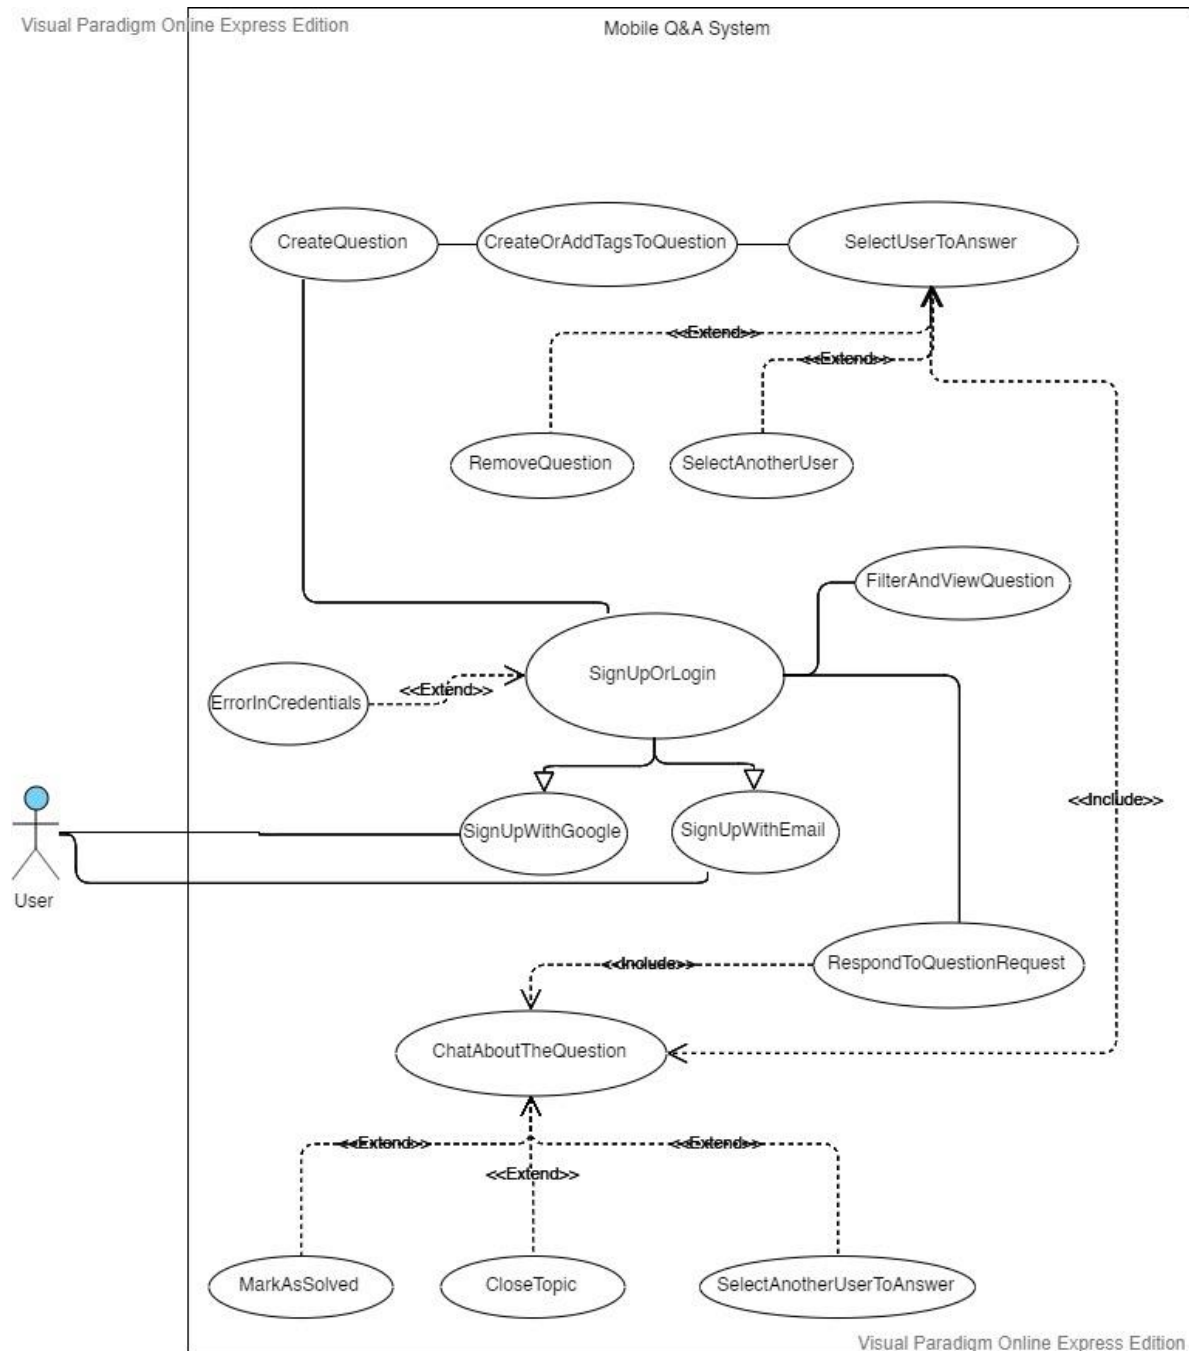 Visual Paradigm Online Express Edition
Mobile Q&A System
CreateQuestion
CreateOrAddTagsToQuestion
SelectUserToAnswer
<<Extend>>
<<Extend>>
RemoveQuestion
SelectAnotherUser
FilterAndViewQuestion
SignUpOrLogin
<<Extend>>
ErrorInCredentials
<<Include>>
SignUpWithGoogle
SignUpWithEmail
User
<<Include>>
RespondToQuestionRequest
ChatAboutTheQuestion
<<Extend>>
<<Extend>>
<<Extend>>
MarkAsSolved
CloseTopic
SelectAnotherUserToAnswer
Visual Paradigm Online Express Edition